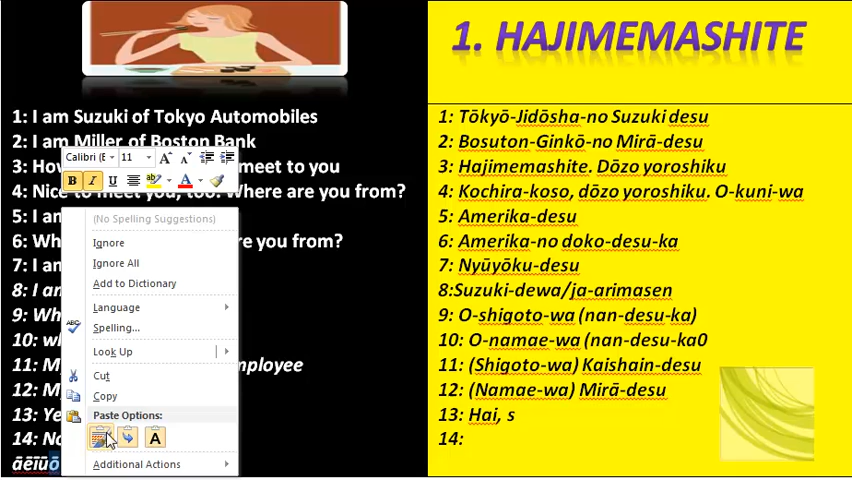 1. HAJIMEMASHITE
1: I am Suzuki of Tokyo Automobiles
2: I am Miller of Boston Bank
3: How meet to you
4: Nice to meet you, too. Where are you from?
5: I am
6: Wh are you from?
7: I am
8: I am
9: Wh
10: w
11: M mployee
12: M
13: Ye
14: No
āēīūō
Calibri (E
11
A A
B I U ab A
(No Spelling Suggestions)
Ignore
Ignore All
Add to Dictionary
Language
Spelling...
Look Up
Cut
Copy
Paste Options:
A
Additional Actions
1: Tōkyō-Jidōsha-no Suzuki desu
2: Bosuton-Ginkō-no Mirā-desu
3: Hajimemashite. Dōzo yoroshiku
4: Kochira-koso, dōzo yoroshiku. O-kuni-wa
5: Amerika-desu
6: Amerika-no doko-desu-ka
7: Nyūyōku-desu
8:Suzuki-dewa/ja-arimasen
9: O-shigoto-wa (nan-desu-ka)
10: O-namae-wa (nan-desu-ka0
11: (Shigoto-wa) Kaishain-desu
12: (Namae-wa) Mirā-desu
13: Hai, s
14: